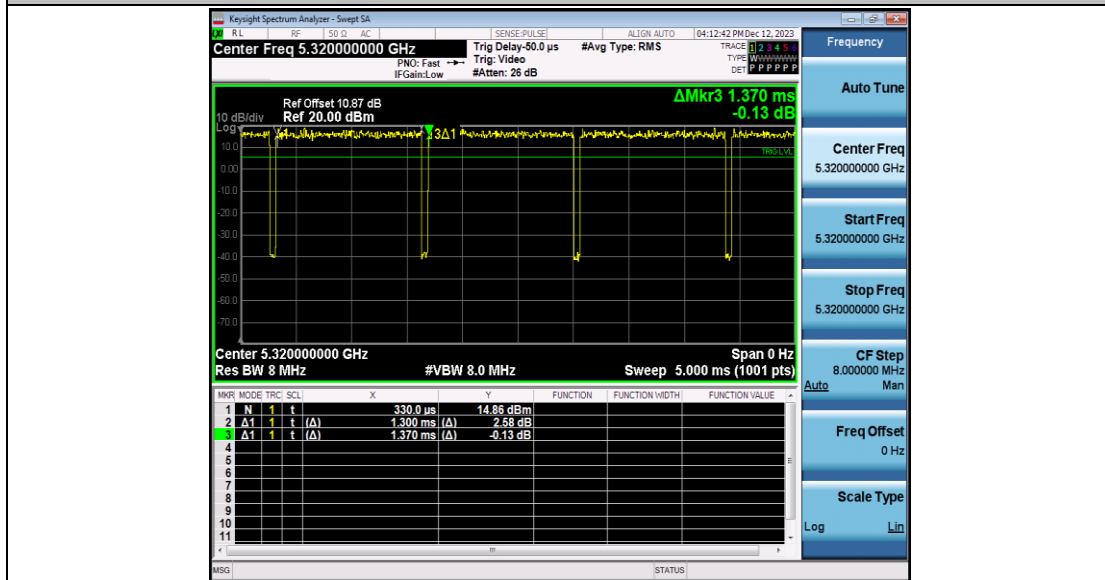 Keysight Spectrum Analyzer - Swept SA
RL RF 50 Ω AC SENSE:PULSE ALIGN AUTO 04:12:42 PM Dec 12, 2023
Center Freq 5.320000000 GHz
PNO: Fast
IFGain:Low
Trig Delay-50.0 µs
Trig: Video
#Atten: 26 dB
#Avg Type: RMS
TRACE 1 2 3 4 5 6
TYPE WWWWWW
DET P P P P P P
Ref Offset 10.87 dB
10 dB/div Ref 20.00 dBm
ΔMkr3 1.370 ms
-0.13 dB
Log
3Δ1
TRIG LVL
10.0
0.00
-10.0
-20.0
-30.0
-40.0
-50.0
-60.0
-70.0
Center 5.320000000 GHz Span 0 Hz
Res BW 8 MHz #VBW 8.0 MHz Sweep 5.000 ms (1001 pts)
MKR MODE TRC SCL X Y FUNCTION FUNCTION WIDTH FUNCTION VALUE
1 N 1 t 330.0 µs 14.86 dBm
2 Δ1 1 t (Δ) 1.300 ms (Δ) 2.58 dB
3 Δ1 1 t (Δ) 1.370 ms (Δ) -0.13 dB
4
5
6
7
8
9
10
11
MSG STATUS
Frequency
Auto Tune
Center Freq
5.320000000 GHz
Start Freq
5.320000000 GHz
Stop Freq
5.320000000 GHz
CF Step
8.000000 MHz
Auto Man
Freq Offset
0 Hz
Scale Type
Log Lin